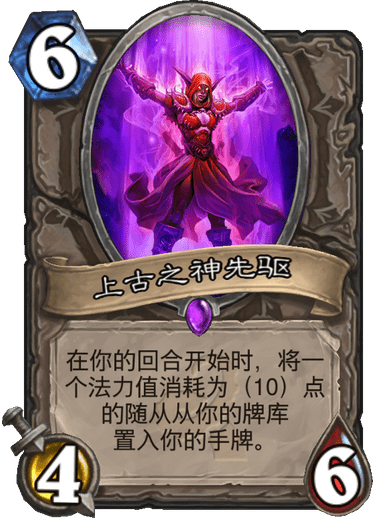 6
上古之神先驱
在你的回合开始时，将一
个法力值消耗为（10）点
的随从从你的牌库
置入你的手牌。
4
6